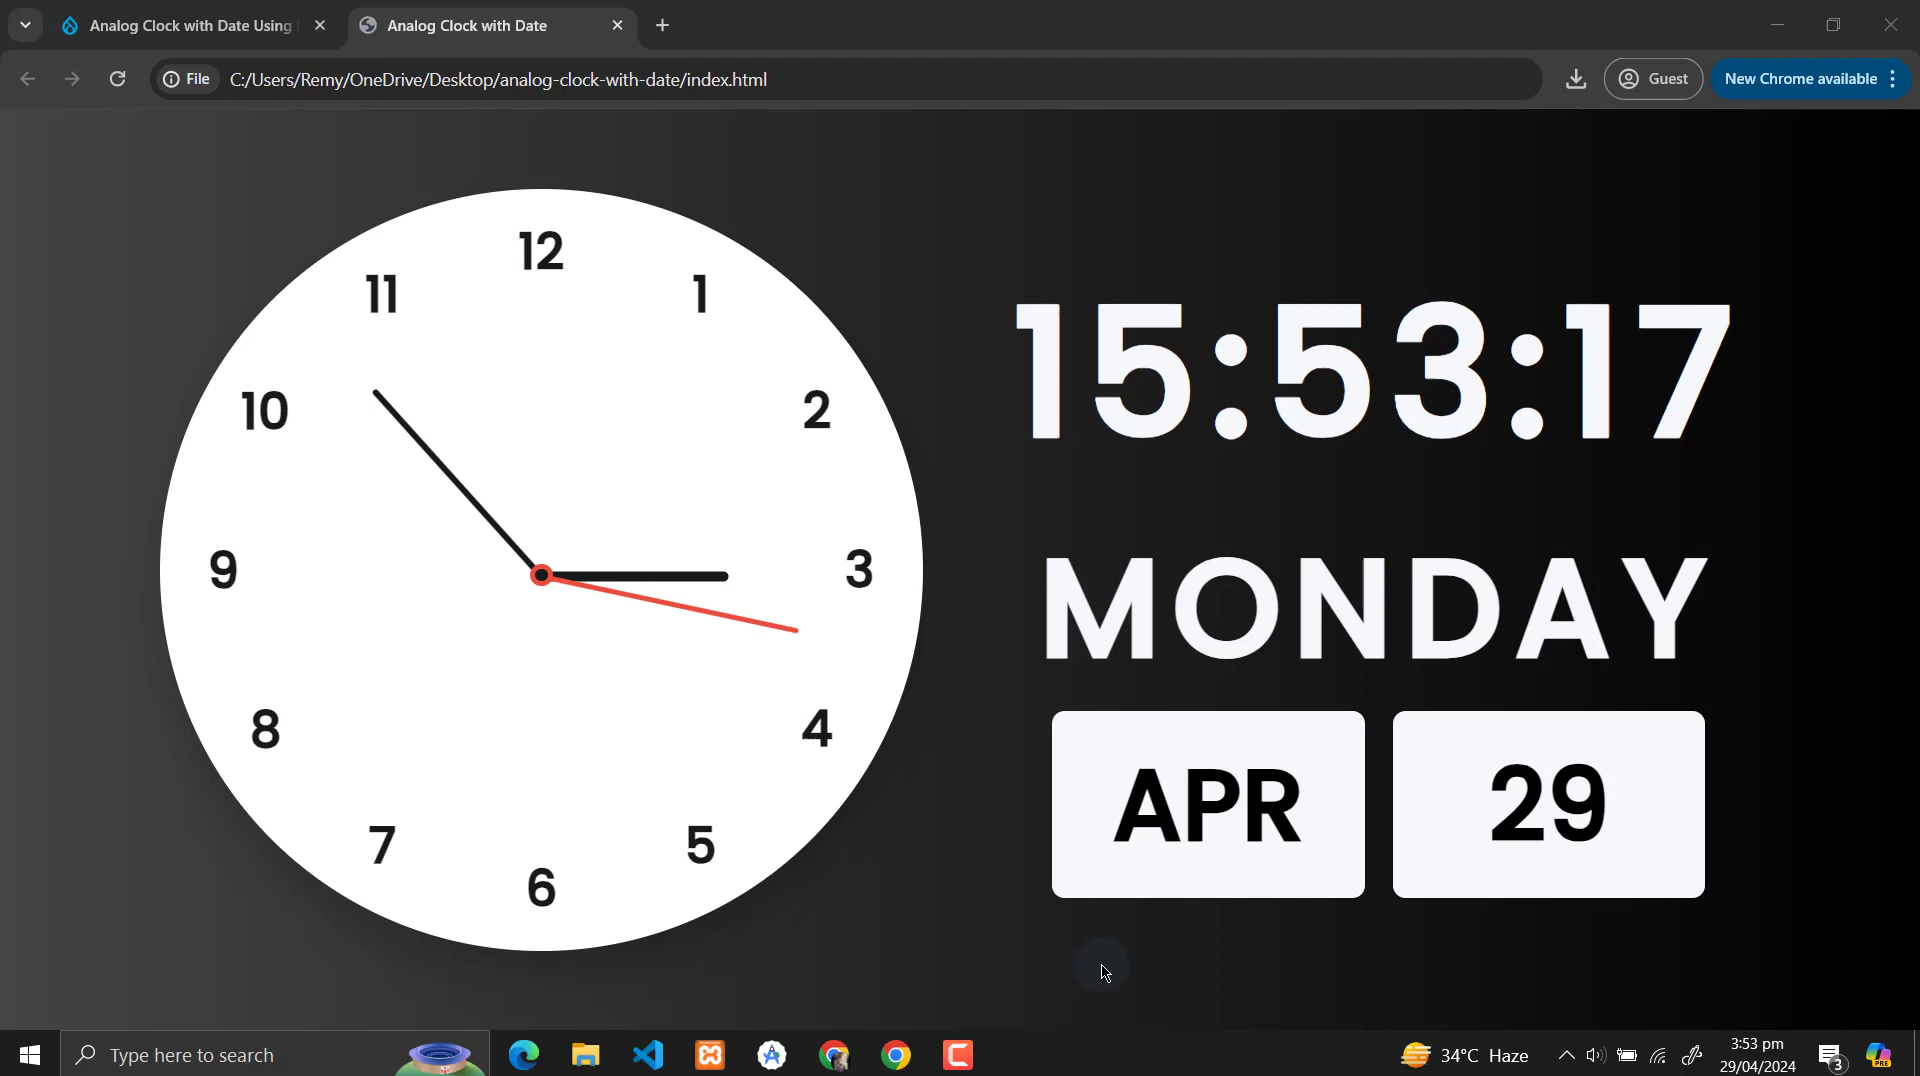 Analog Clock with Date Using
Analog Clock with Date
File
C:/Users/Remy/OneDrive/Desktop/analog-clock-with-date/index.html
Guest
New Chrome available
12
11
1
10
2
9
3
8
4
7
5
6
15:53:17
MONDAY
APR
29
Type here to search
34°C Haze
3:53 pm
29/04/2024
3
PRE